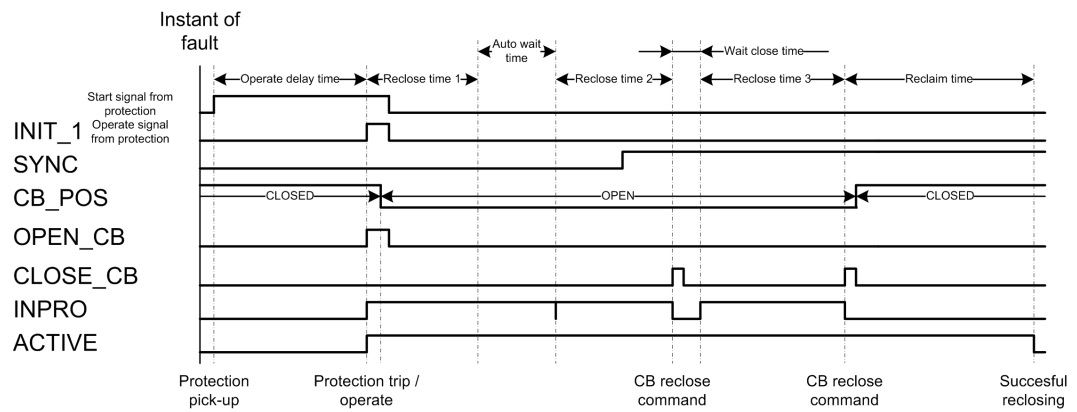 Instant of
fault
Auto wait
time
Wait close time
Operate delay time
Reclose time 1
Reclose time 2
Reclose time 3
Reclaim time
Start signal from
protection
INIT_1
Operate signal
from protection
SYNC
CB_POS
CLOSED
OPEN
CLOSED
OPEN_CB
CLOSE_CB
INPRO
ACTIVE
Protection
pick-up
Protection trip /
operate
CB reclose
command
CB reclose
command
Succesful
reclosing